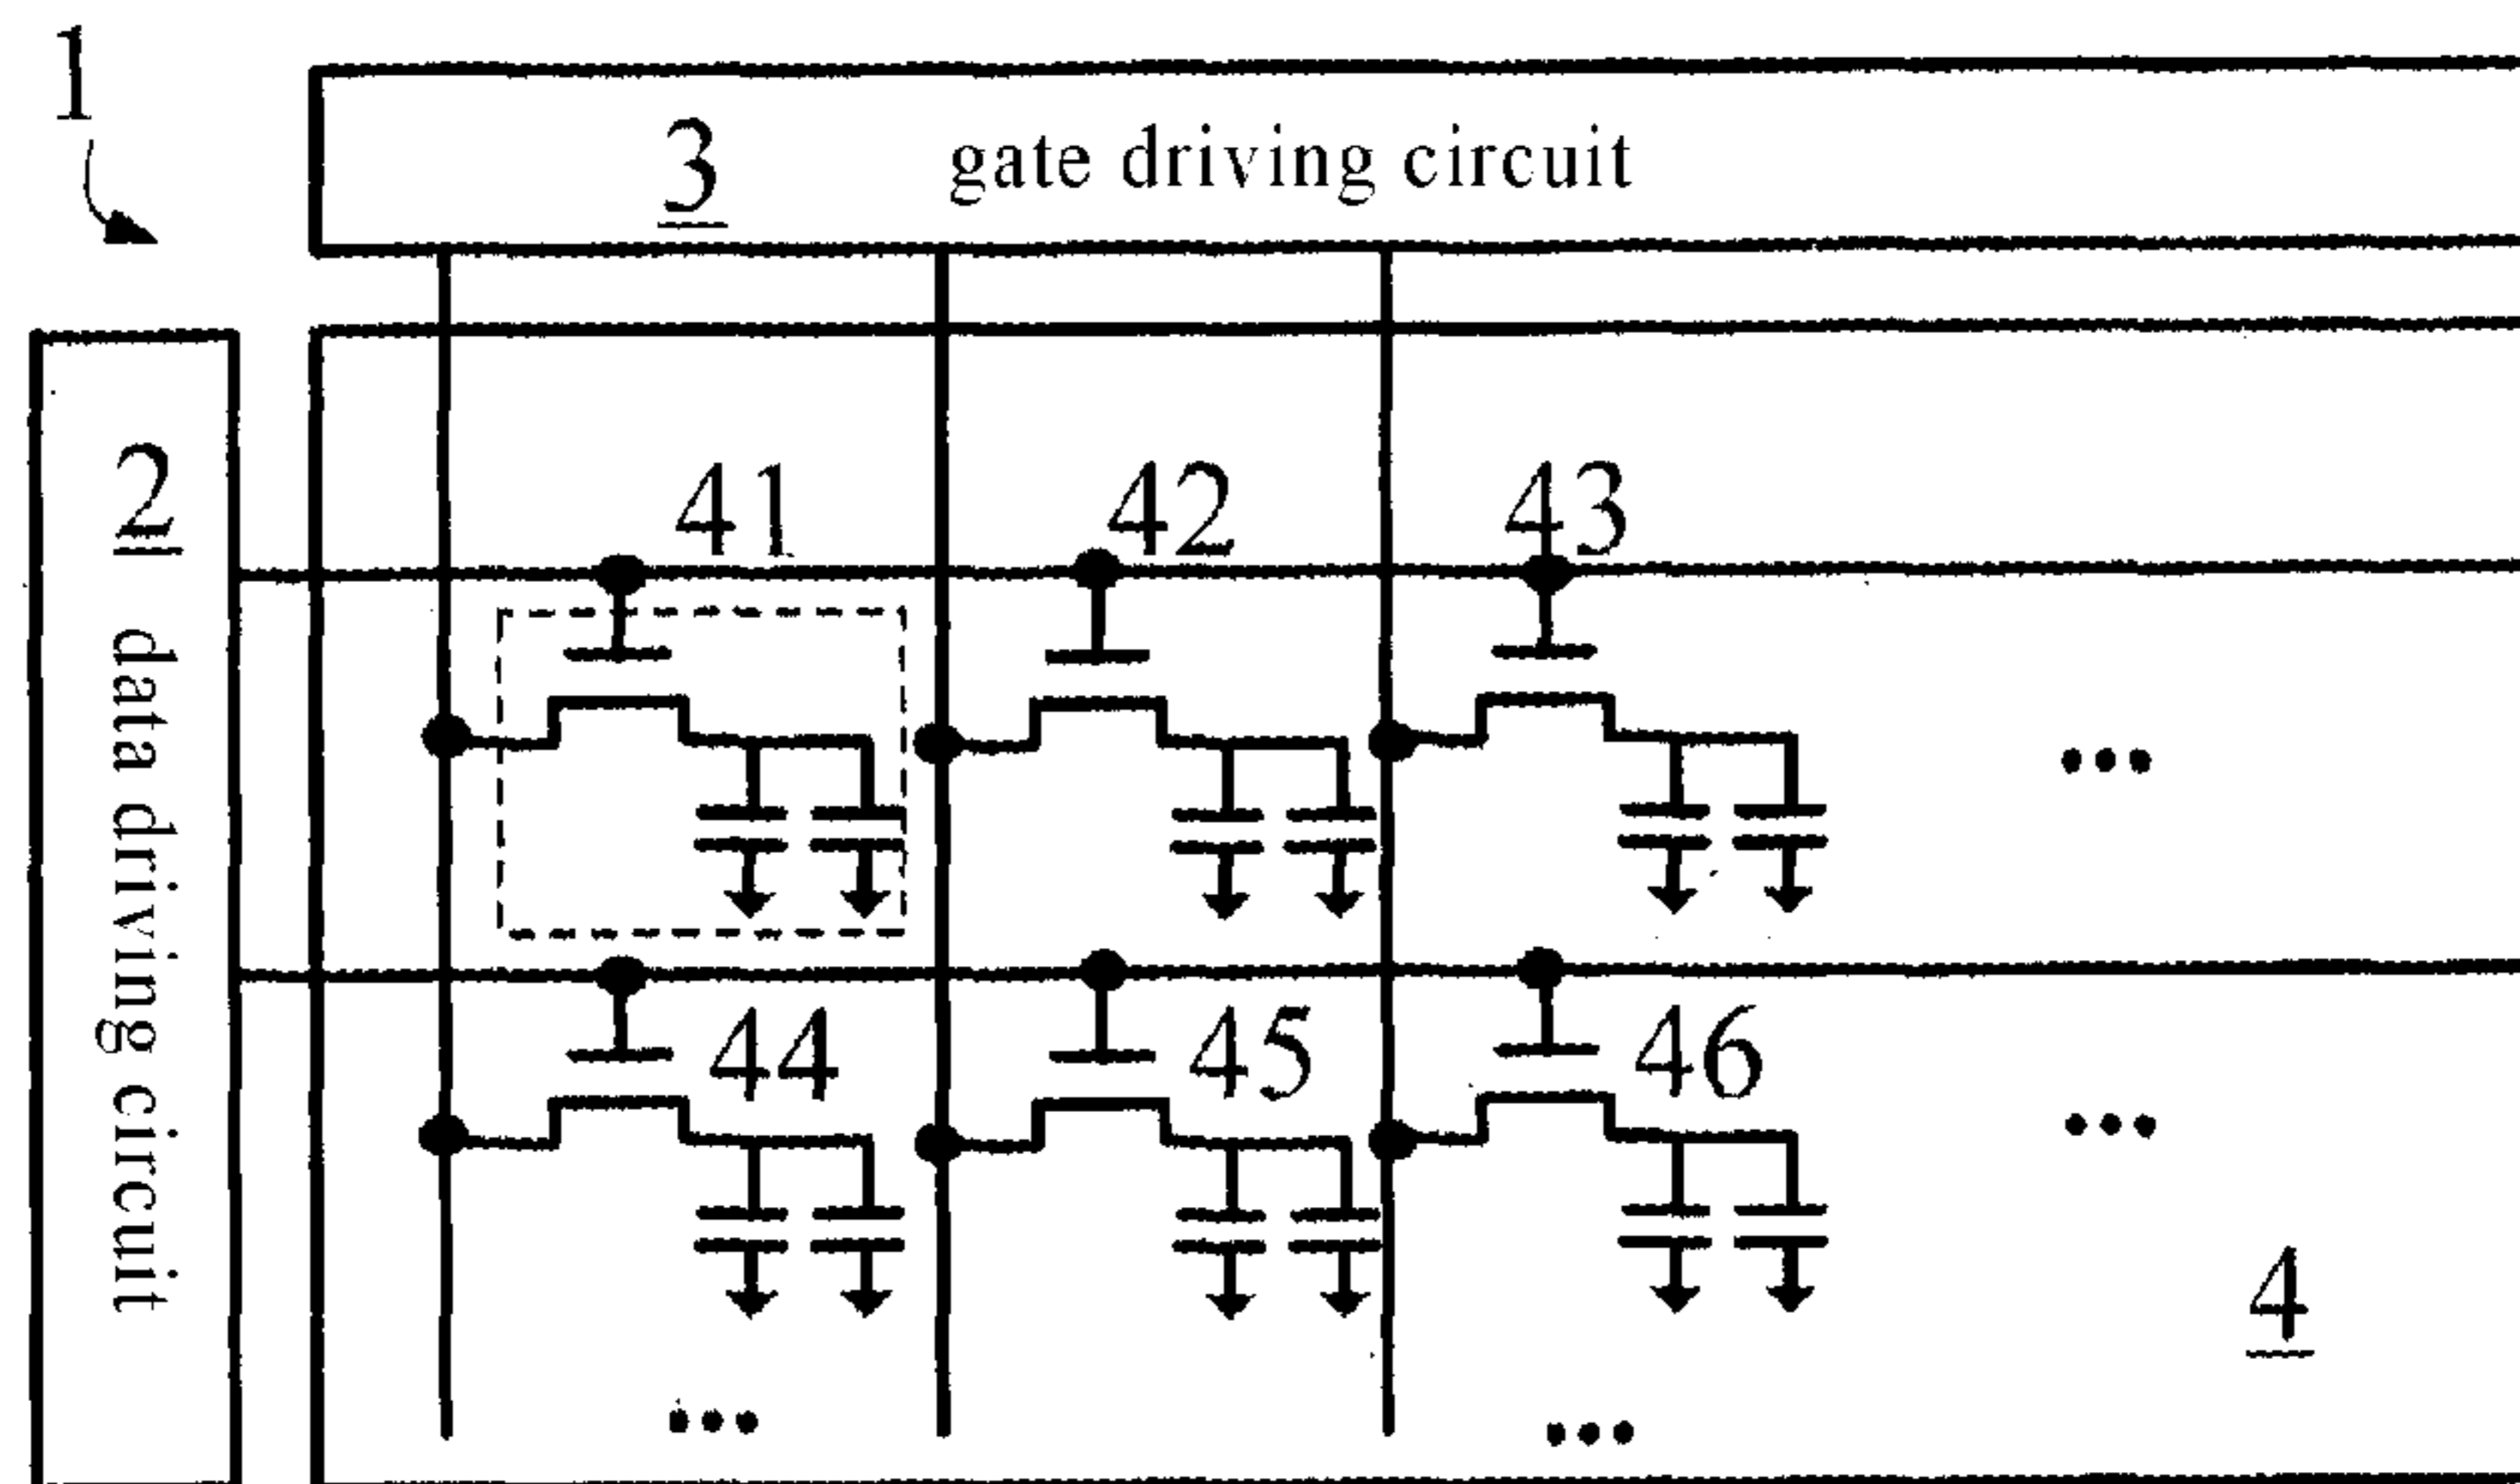 1
3 gate driving circuit
2 data driving circuit
41 42 43
44 45 46
4